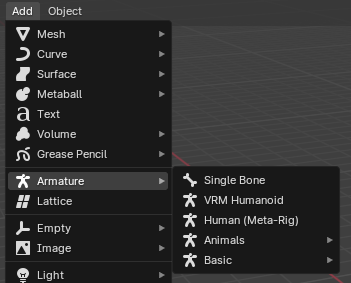 Add Object
Mesh
Curve
Surface
Metaball
Text
Volume
Grease Pencil
Armature
Lattice
Empty
Image
Light
Single Bone
VRM Humanoid
Human (Meta-Rig)
Animals
Basic